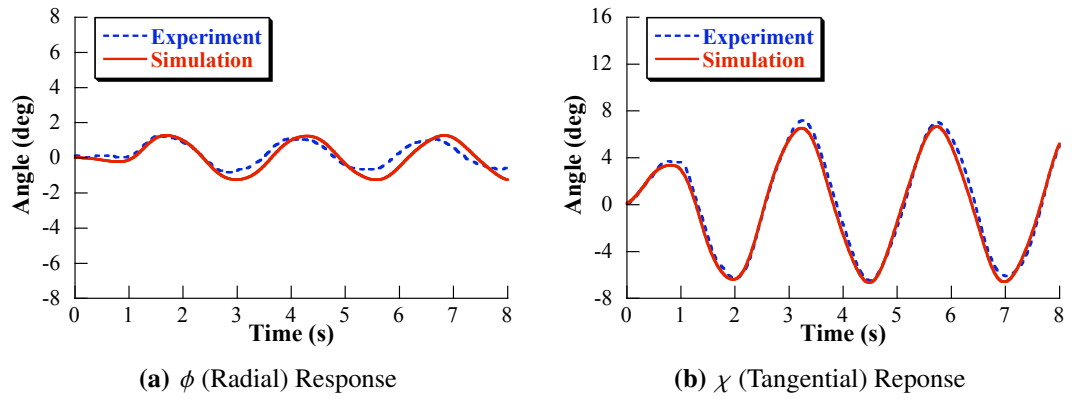 8
6
4
2
0
-2
-4
-6
-8
Angle (deg)
Experiment
Simulation
0 1 2 3 4 5 6 7 8
Time (s)
(a) ϕ (Radial) Response
16
12
8
4
0
-4
-8
Angle (deg)
Experiment
Simulation
0 1 2 3 4 5 6 7 8
Time (s)
(b) χ (Tangential) Reponse